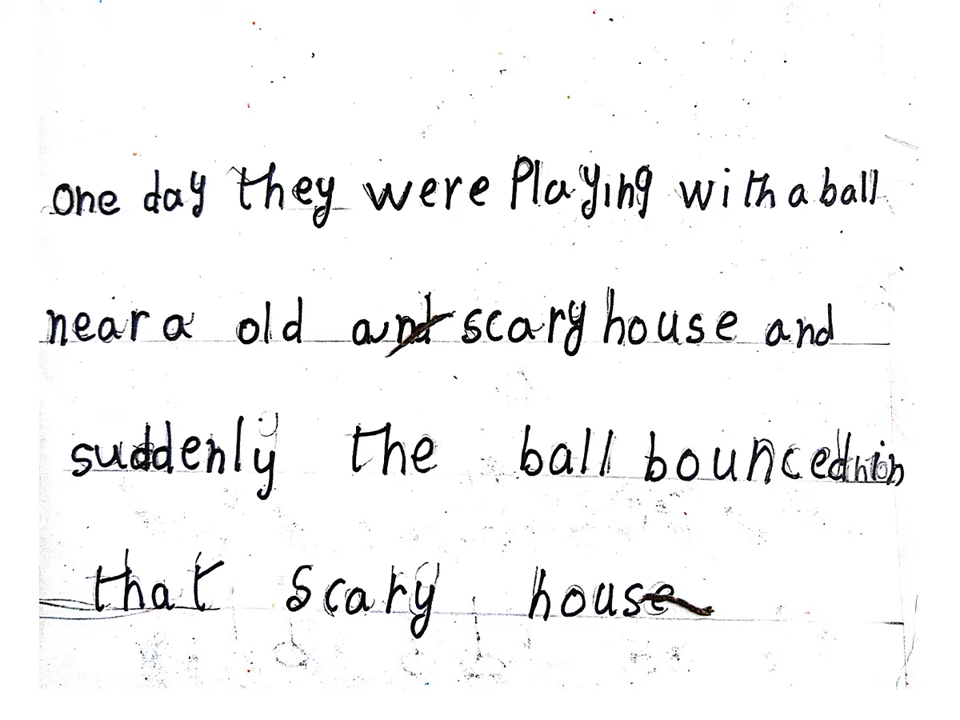 one day they were Playing with a ball
near a old scary house and
suddenly the ball bounced
that scary house